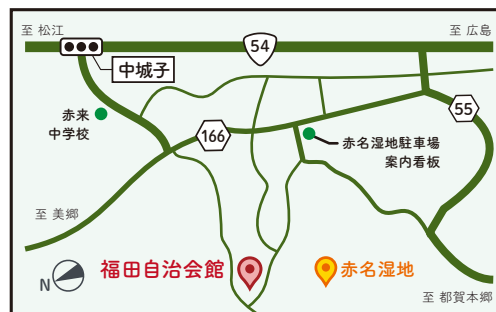 至 松江
54
至 広島
中城子
赤来
中学校
55
166
赤名湿地駐車場
案内看板
至 美郷
N
福田自治会館
赤名湿地
至 都賀本郷